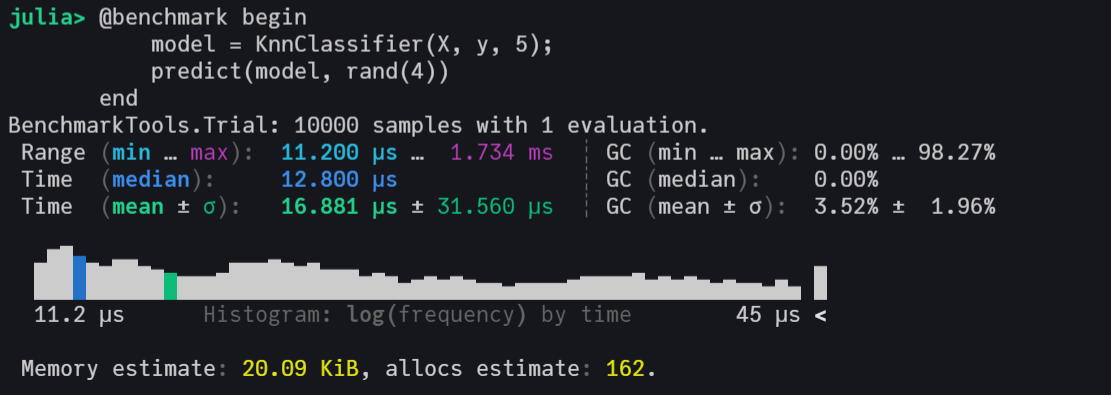 julia> @benchmark begin
           model = KnnClassifier(X, y, 5);
           predict(model, rand(4))
       end
BenchmarkTools.Trial: 10000 samples with 1 evaluation.
 Range (min … max):  11.200 μs …  1.734 ms  ┊ GC (min … max): 0.00% … 98.27%
 Time  (median):     12.800 μs              ┊ GC (median):    0.00%
 Time  (mean ± σ):   16.881 μs ± 31.560 μs  ┊ GC (mean ± σ):  3.52% ±  1.96%
  11.2 μs      Histogram: log(frequency) by time        45 μs <
 Memory estimate: 20.09 KiB, allocs estimate: 162.